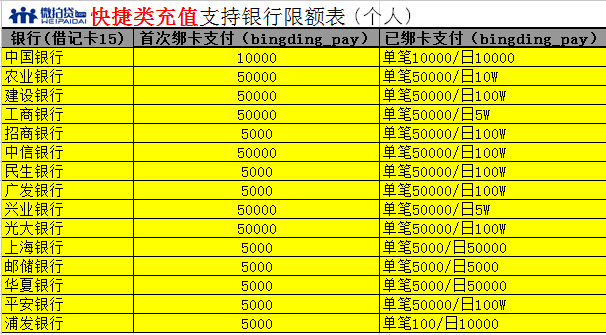 微拍贷 WEIPAIDAI 快捷类充值支持银行限额表（个人）
银行(借记卡15) 首次绑卡支付（bingding_pay） 已绑卡支付（bingding_pay）
中国银行 10000 单笔10000/日10000
农业银行 50000 单笔50000/日10W
建设银行 50000 单笔50000/日100W
工商银行 50000 单笔50000/日5W
招商银行 5000 单笔50000/日100W
中信银行 50000 单笔50000/日100W
民生银行 5000 单笔50000/日100W
广发银行 5000 单笔50000/日100W
兴业银行 50000 单笔50000/日5W
光大银行 50000 单笔50000/日100W
上海银行 5000 单笔5000/日50000
邮储银行 5000 单笔5000/日5000
华夏银行 5000 单笔5000/日50000
平安银行 5000 单笔50000/日100W
浦发银行 5000 单笔100/日10000